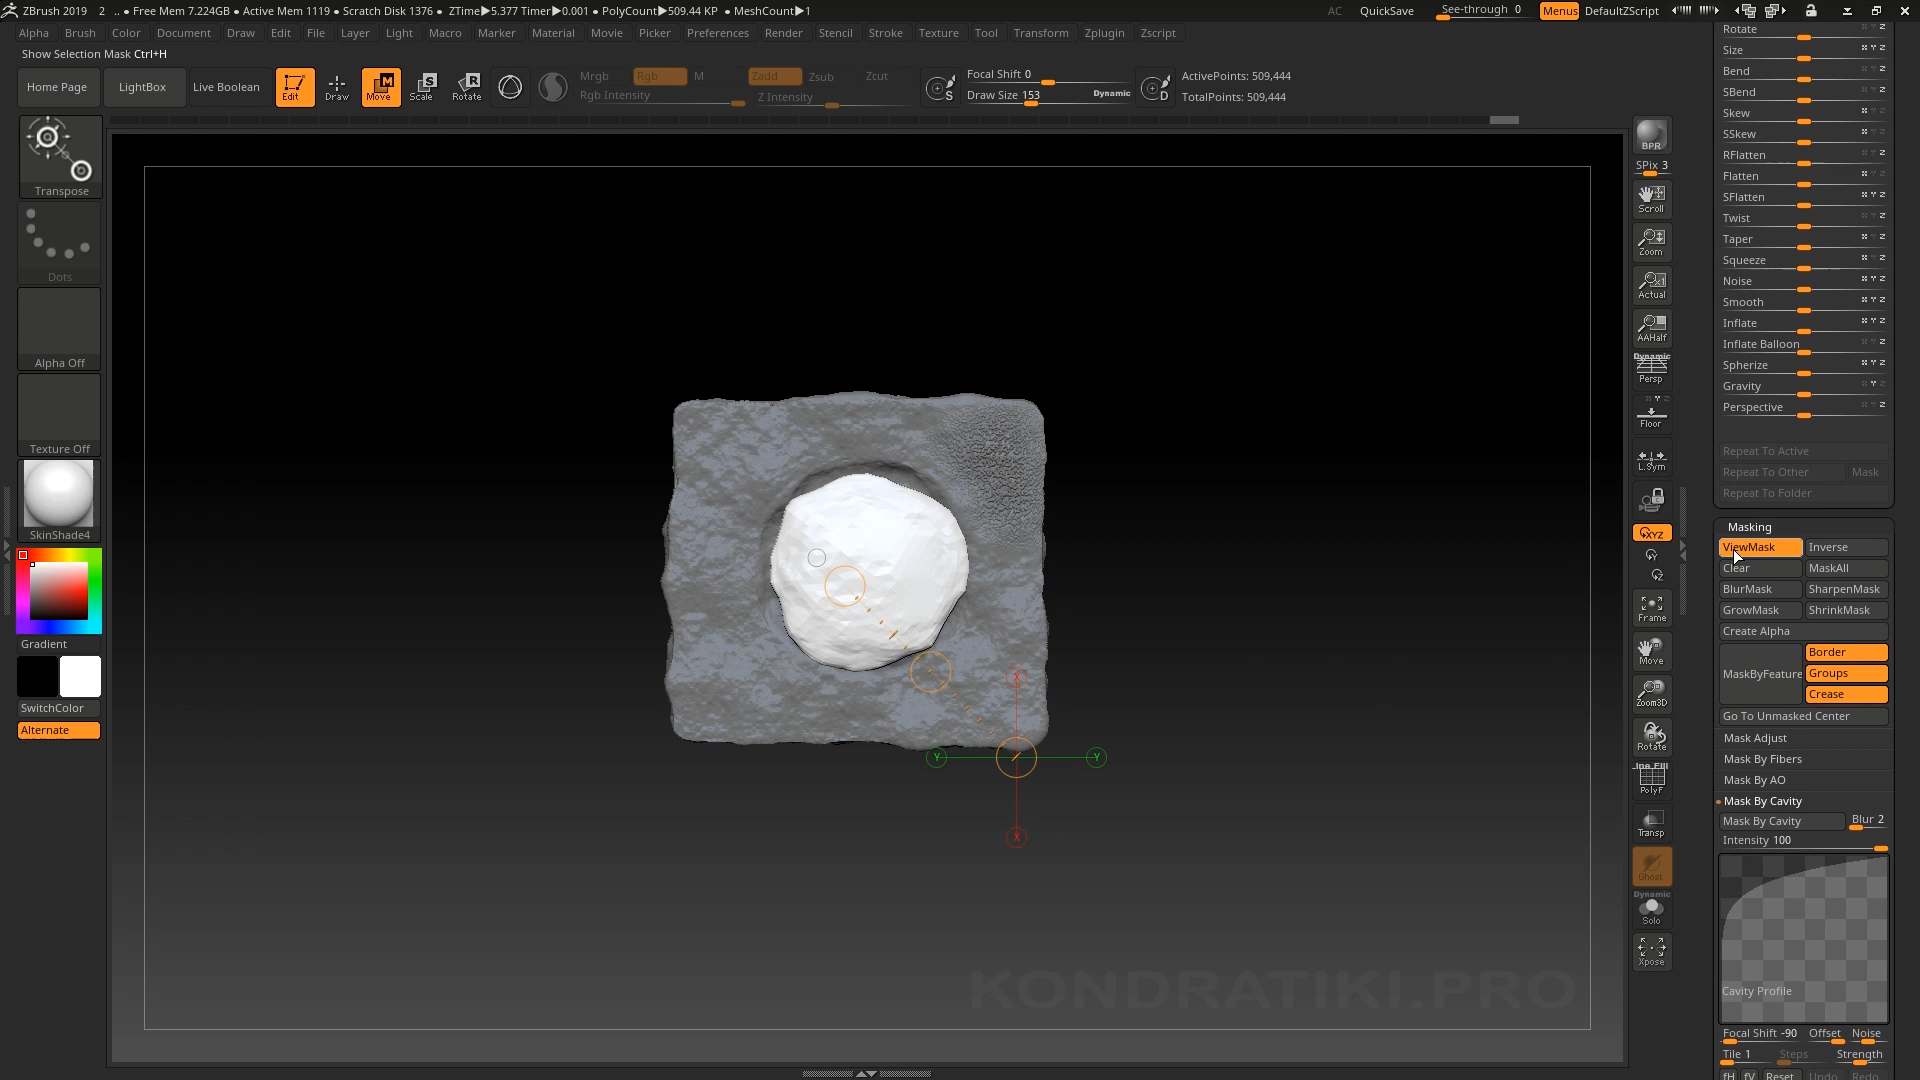 ZBrush 2019 2 .. • Free Mem 7.224GB • Active Mem 1119 • Scratch Disk 1376 • ZTime▶5.377 Timer▶0.001 • PolyCount▶509.44 KP • MeshCount▶1 AC QuickSave See-through 0 Menus DefaultZScript
Alpha Brush Color Document Draw Edit File Layer Light Macro Marker Material Movie Picker Preferences Render Stencil Stroke Texture Tool Transform Zplugin Zscript
Show Selection Mask Ctrl+H
Home Page LightBox Live Boolean Edit Draw Move Scale Rotate
Mrgb Rgb M Zadd Zsub Zcut
Rgb Intensity Z Intensity
Focal Shift 0
Draw Size 153 Dynamic
ActivePoints: 509,444
TotalPoints: 509,444
Transpose
Dots
Alpha Off
Texture Off
SkinShade4
Gradient
SwitchColor
Alternate
X
Y
Y
X
KONDRATIKI.PRO
BPR
SPix 3
Scroll
Zoom
Actual
AAHalf
Dynamic
Persp
Floor
L.Sym
XYZ
Y
Z
Frame
Move
Zoom3D
Rotate
Line Fill
PolyF
Transp
Ghost
Dynamic
Solo
Xpose
Rotate
Size
Bend
SBend
Skew
SSkew
RFlatten
Flatten
SFlatten
Twist
Taper
Squeeze
Noise
Smooth
Inflate
Inflate Balloon
Spherize
Gravity
Perspective
Repeat To Active
Repeat To Other Mask
Repeat To Folder
Masking
ViewMask Inverse
Clear MaskAll
BlurMask SharpenMask
GrowMask ShrinkMask
Create Alpha
MaskByFeature Border
Groups
Crease
Go To Unmasked Center
Mask Adjust
Mask By Fibers
Mask By AO
Mask By Cavity
Mask By Cavity Blur 2
Intensity 100
Cavity Profile
Focal Shift -90 Offset Noise
Tile 1 Steps Strength
fH fV Reset Undo Redo